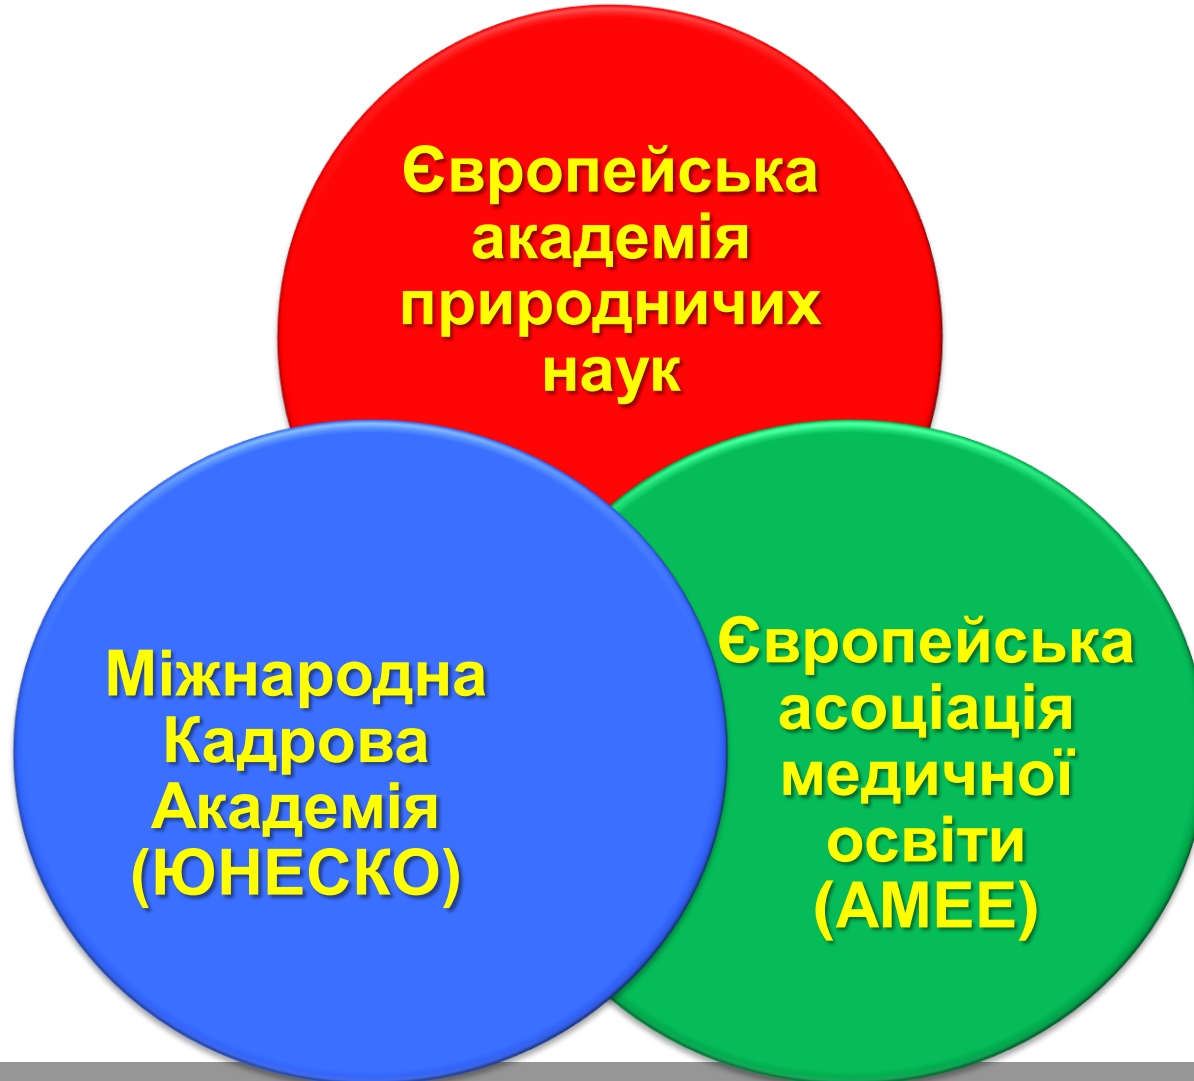 Європейська
академія
природничих
наук
Міжнародна
Кадрова
Академія
(ЮНЕСКО)
Європейська
асоціація
медичної
освіти
(АМЕЕ)